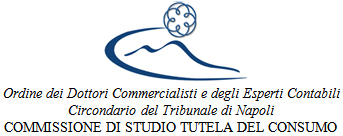 Ordine dei Dottori Commercialisti e degli Esperti Contabili
Circondario del Tribunale di Napoli
COMMISSIONE DI STUDIO TUTELA DEL CONSUMO